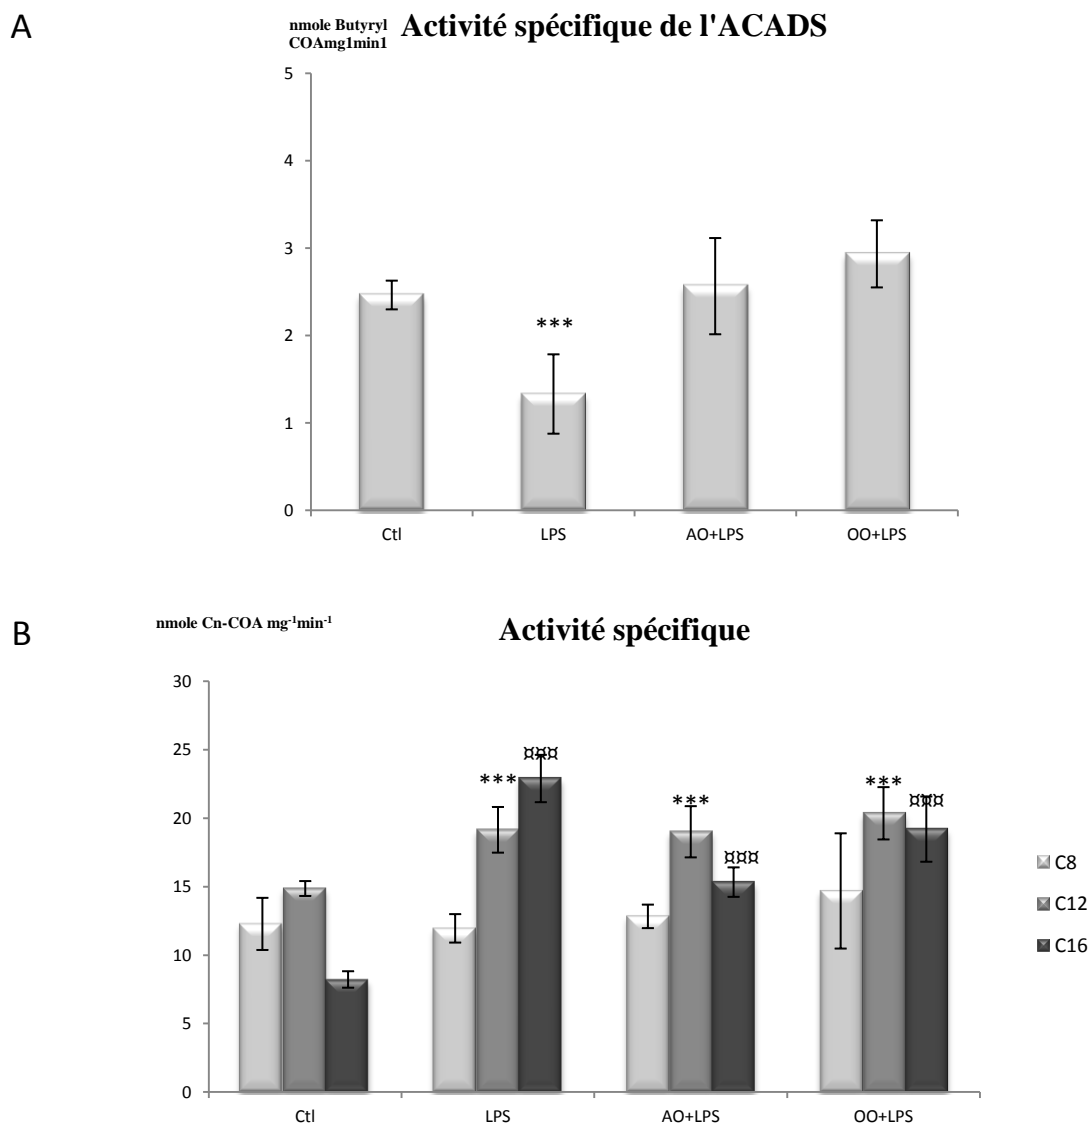 A
nmole Butyryl
COAmg1min1
Activité spécifique de l'ACADS
5
4
3
2
1
0
***
Ctl
LPS
AO+LPS
OO+LPS
B
nmole Cn-COA mg⁻¹min⁻¹
Activité spécifique
30
25
20
15
10
5
0
***
¤¤¤
***
¤¤¤
***
¤¤¤
C8
C12
C16
Ctl
LPS
AO+LPS
OO+LPS